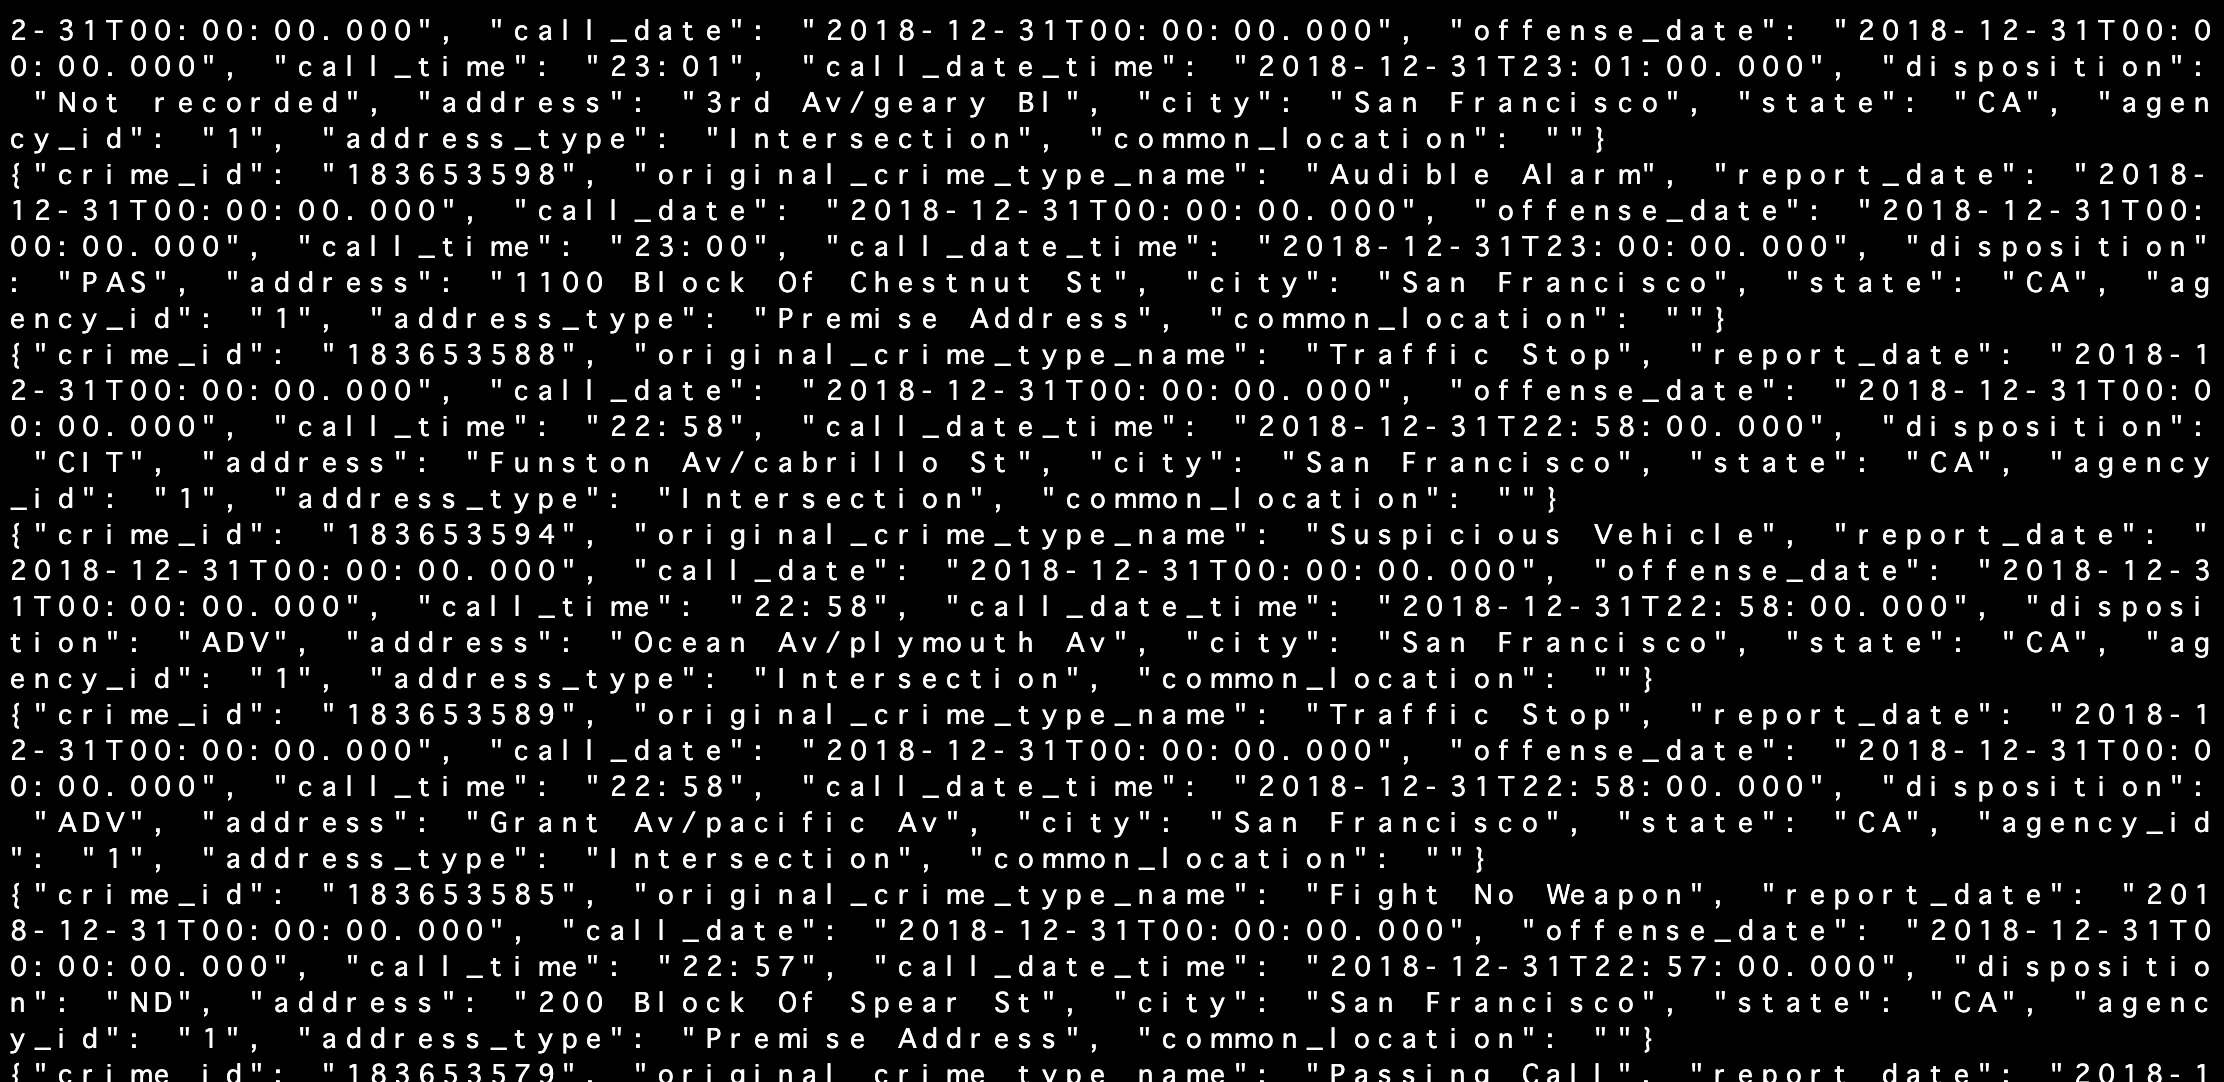 2-31T00:00:00.000", "call_date": "2018-12-31T00:00:00.000", "offense_date": "2018-12-31T00:0
0:00.000", "call_time": "23:01", "call_date_time": "2018-12-31T23:01:00.000", "disposition":
"Not recorded", "address": "3rd Av/geary Bl", "city": "San Francisco", "state": "CA", "agen
cy_id": "1", "address_type": "Intersection", "common_location": ""}
{"crime_id": "183653598", "original_crime_type_name": "Audible Alarm", "report_date": "2018-
12-31T00:00:00.000", "call_date": "2018-12-31T00:00:00.000", "offense_date": "2018-12-31T00:
00:00.000", "call_time": "23:00", "call_date_time": "2018-12-31T23:00:00.000", "disposition"
: "PAS", "address": "1100 Block Of Chestnut St", "city": "San Francisco", "state": "CA", "ag
ency_id": "1", "address_type": "Premise Address", "common_location": ""}
{"crime_id": "183653588", "original_crime_type_name": "Traffic Stop", "report_date": "2018-1
2-31T00:00:00.000", "call_date": "2018-12-31T00:00:00.000", "offense_date": "2018-12-31T00:0
0:00.000", "call_time": "22:58", "call_date_time": "2018-12-31T22:58:00.000", "disposition":
"CIT", "address": "Funston Av/cabrillo St", "city": "San Francisco", "state": "CA", "agency
_id": "1", "address_type": "Intersection", "common_location": ""}
{"crime_id": "183653594", "original_crime_type_name": "Suspicious Vehicle", "report_date": "
2018-12-31T00:00:00.000", "call_date": "2018-12-31T00:00:00.000", "offense_date": "2018-12-3
1T00:00:00.000", "call_time": "22:58", "call_date_time": "2018-12-31T22:58:00.000", "disposi
tion": "ADV", "address": "Ocean Av/plymouth Av", "city": "San Francisco", "state": "CA", "ag
ency_id": "1", "address_type": "Intersection", "common_location": ""}
{"crime_id": "183653589", "original_crime_type_name": "Traffic Stop", "report_date": "2018-1
2-31T00:00:00.000", "call_date": "2018-12-31T00:00:00.000", "offense_date": "2018-12-31T00:0
0:00.000", "call_time": "22:58", "call_date_time": "2018-12-31T22:58:00.000", "disposition":
"ADV", "address": "Grant Av/pacific Av", "city": "San Francisco", "state": "CA", "agency_id
": "1", "address_type": "Intersection", "common_location": ""}
{"crime_id": "183653585", "original_crime_type_name": "Fight No Weapon", "report_date": "201
8-12-31T00:00:00.000", "call_date": "2018-12-31T00:00:00.000", "offense_date": "2018-12-31T0
0:00:00.000", "call_time": "22:57", "call_date_time": "2018-12-31T22:57:00.000", "dispositio
n": "ND", "address": "200 Block Of Spear St", "city": "San Francisco", "state": "CA", "agenc
y_id": "1", "address_type": "Premise Address", "common_location": ""}
{"crime_id": "183653579", "original_crime_type_name": "Passing Call", "report_date": "2018-1